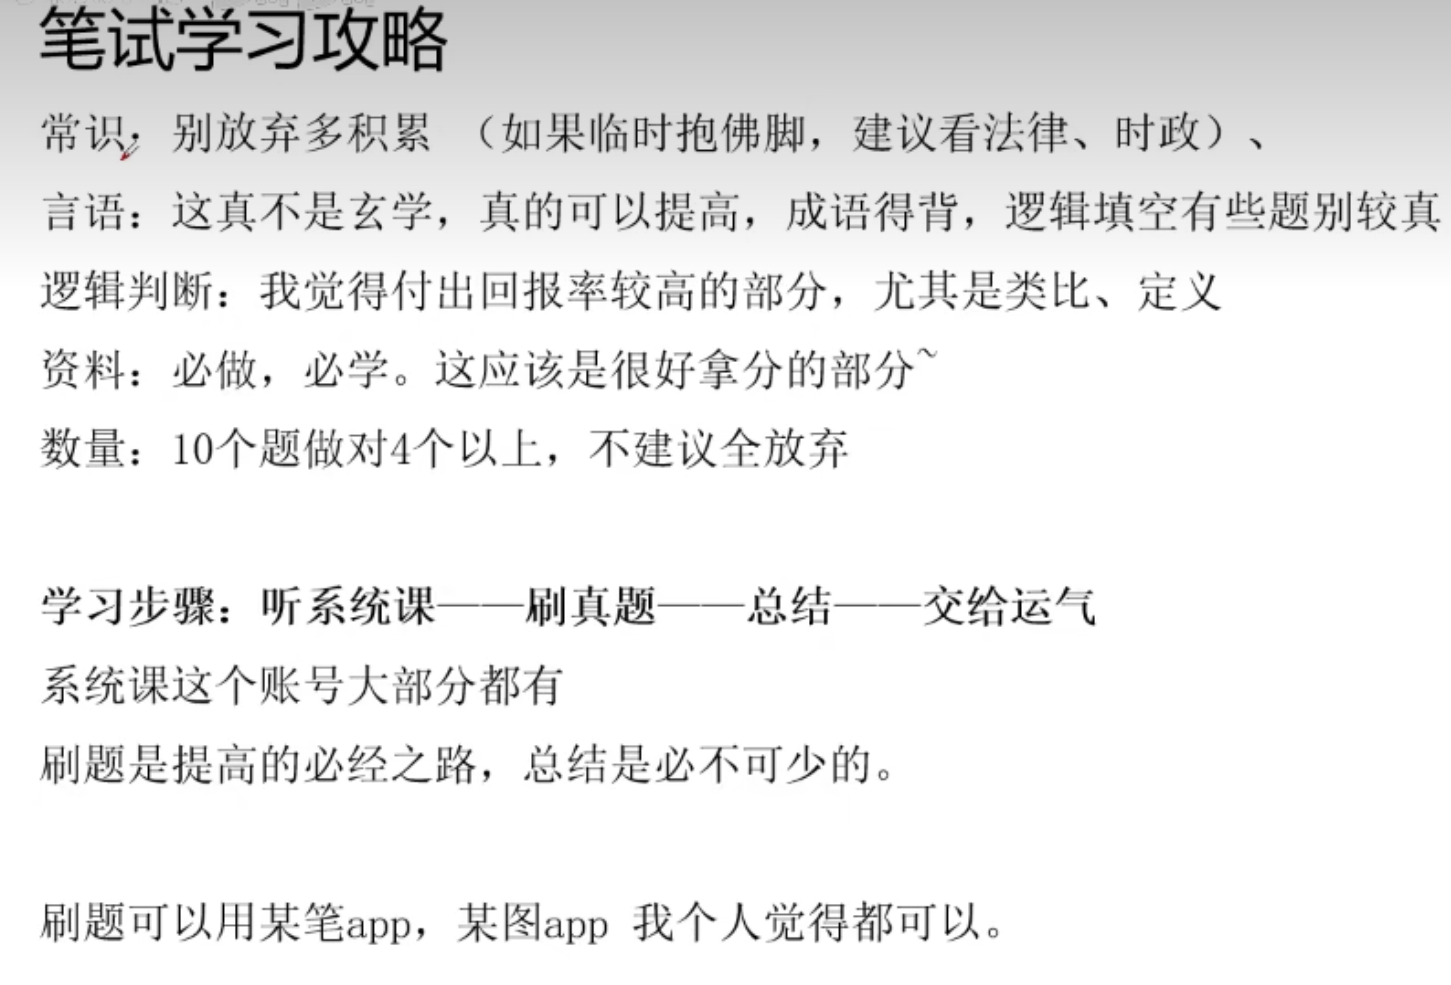 笔试学习攻略
常识：别放弃多积累 （如果临时抱佛脚，建议看法律、时政）、
言语：这真不是玄学，真的可以提高，成语得背，逻辑填空有些题别较真
逻辑判断：我觉得付出回报率较高的部分，尤其是类比、定义
资料：必做，必学。这应该是很好拿分的部分~
数量：10个题做对4个以上，不建议全放弃
学习步骤：听系统课——刷真题——总结——交给运气
系统课这个账号大部分都有
刷题是提高的必经之路，总结是必不可少的。
刷题可以用某笔app，某图app 我个人觉得都可以。